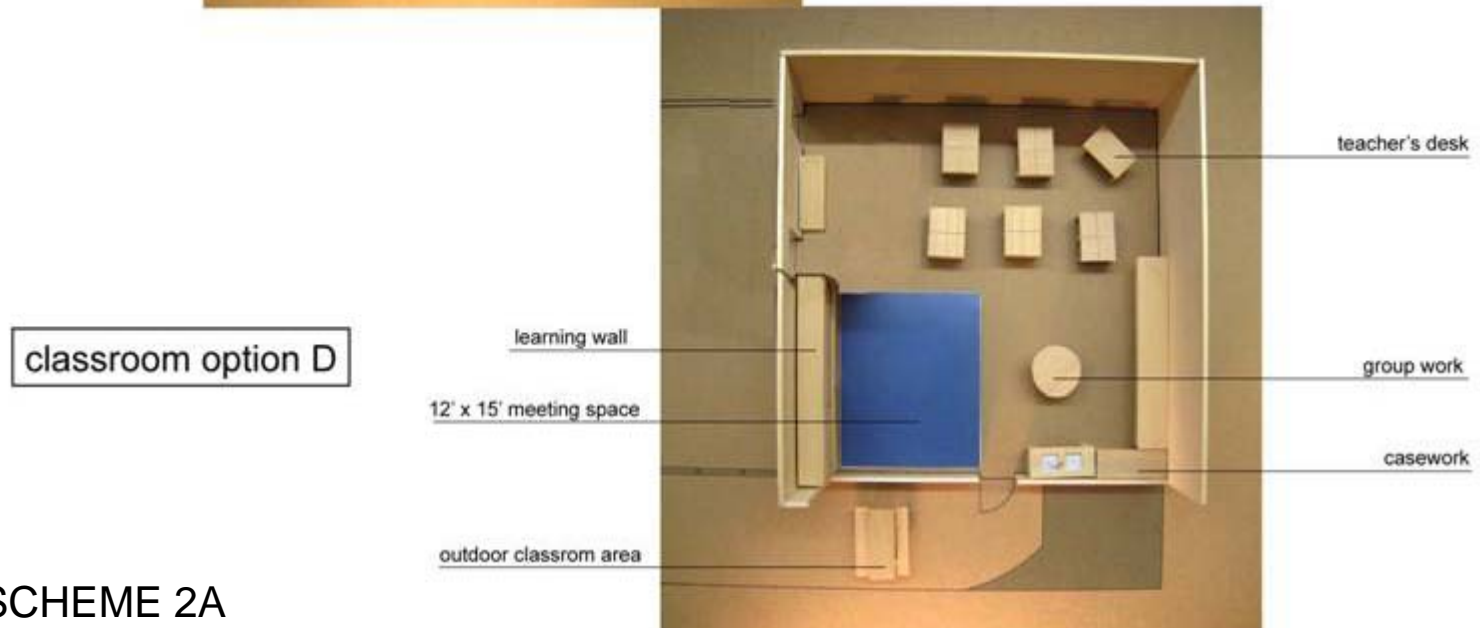 teacher's desk
learning wall
classroom option D
group work
12' x 15' meeting space
casework
outdoor classrom area
SCHEME 2A